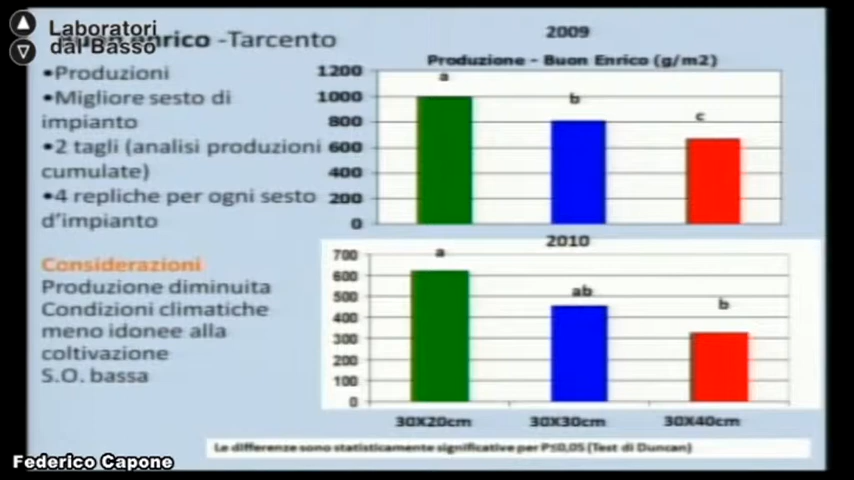 Laboratori
dal Basso
Buon enrico -Tarcento
•Produzioni
•Migliore sesto di
impianto
•2 tagli (analisi produzioni
cumulate)
•4 repliche per ogni sesto
d'impianto
Considerazioni
Produzione diminuita
Condizioni climatiche
meno idonee alla
coltivazione
S.O. bassa
2009
Produzione - Buon Enrico (g/m2)
1200
1000
800
600
400
200
0
a
b
c
2010
700
600
500
400
300
200
100
0
a
ab
b
30X20cm 30X30cm 30X40cm
Le differenze sono statisticamente significative per P≤0,05 (Test di Duncan)
Federico Capone